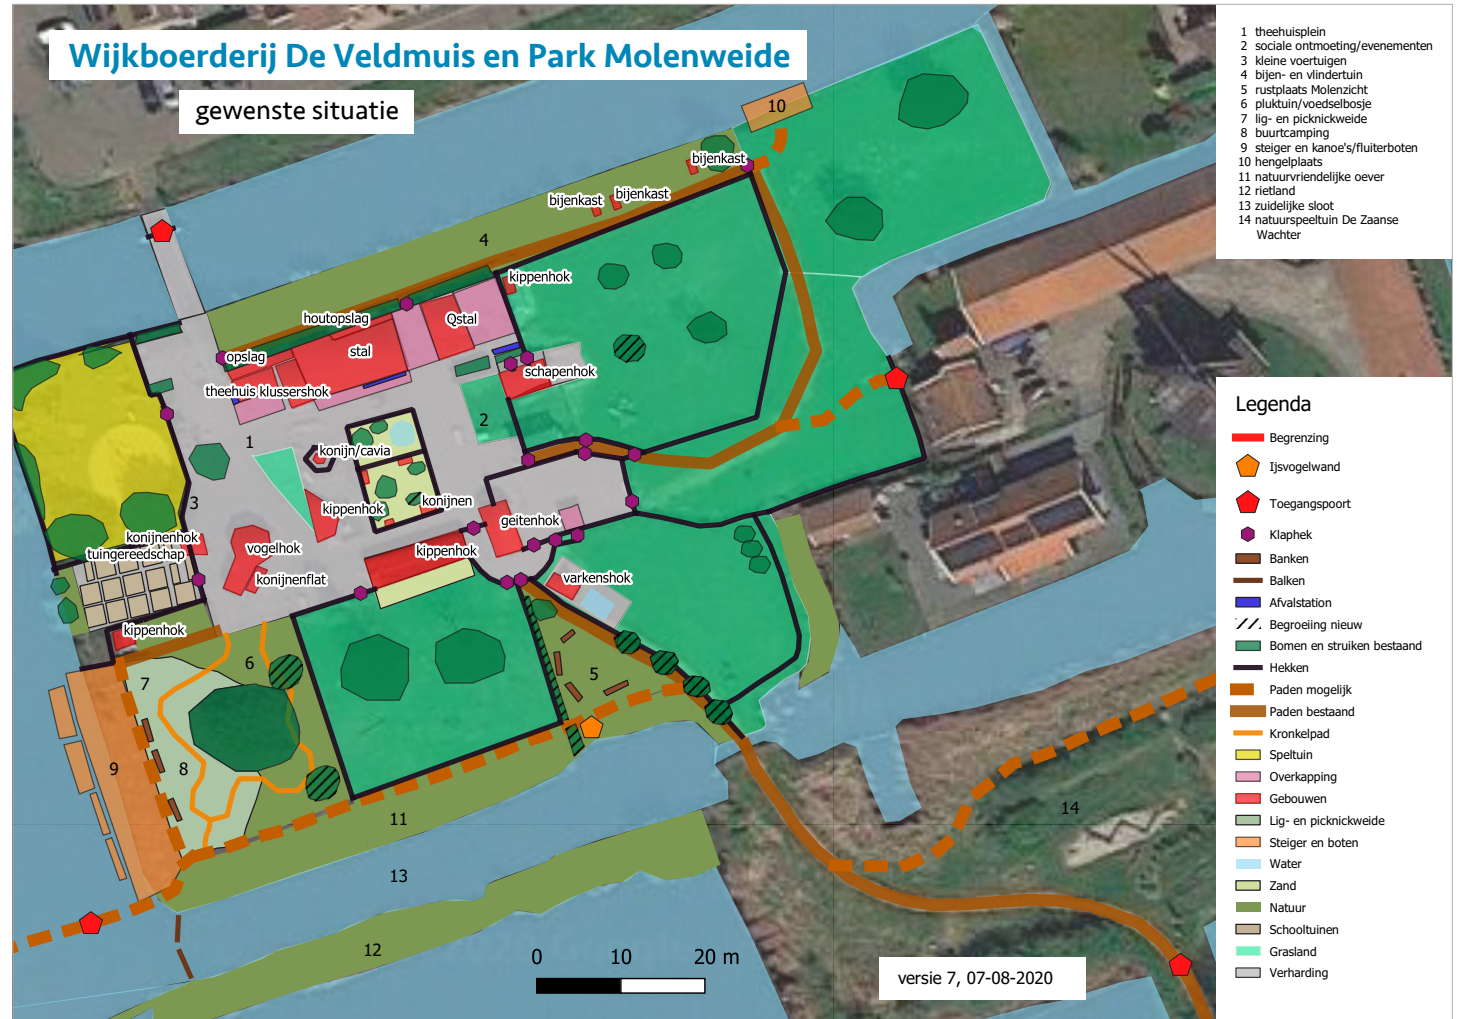 Wijkboerderij De Veldmuis en Park Molenweide
gewenste situatie
1 theehuisplein
2 sociale ontmoeting/evenementen
3 kleine voertuigen
4 bijen- en vlindertuin
5 rustplaats Molenzicht
6 pluktuin/voedselbosje
7 lig- en picknickweide
8 buurtcamping
9 steiger en kanoe's/fluiterboten
10 hengelplaats
11 natuurvriendelijke oever
12 rietland
13 zuidelijke sloot
14 natuurspeeltuin De Zaanse
Wachter
10
bijenkast
bijenkast
bijenkast
4
kippenhok
houtopslag
Qstal
stal
opslag
schapenhok
theehuis klussershok
2
1
konijn/cavia
3
kippenhok
konijnen
geitenhok
konijnenhok
tuingereedschap
vogelhok
kippenhok
konijnenflat
varkenshok
kippenhok
6
7
5
8
9
11
14
13
12
0 10 20 m
versie 7, 07-08-2020
Legenda
Begrenzing
Ijsvogelwand
Toegangspoort
Klaphek
Banken
Balken
Afvalstation
Begroeiing nieuw
Bomen en struiken bestaand
Hekken
Paden mogelijk
Paden bestaand
Kronkelpad
Speltuin
Overkapping
Gebouwen
Lig- en picknickweide
Steiger en boten
Water
Zand
Natuur
Schooltuinen
Grasland
Verharding